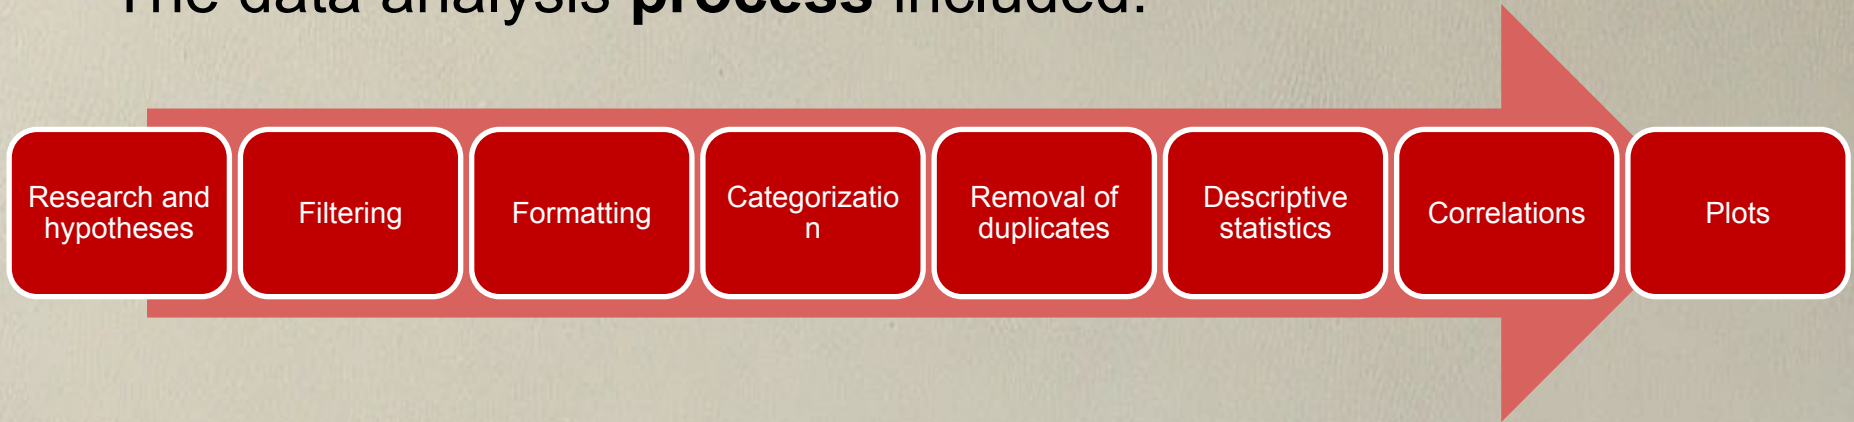 The data analysis process included:
Research and
hypotheses
Filtering
Formatting
Categorizatio
n
Removal of
duplicates
Descriptive
statistics
Correlations
Plots